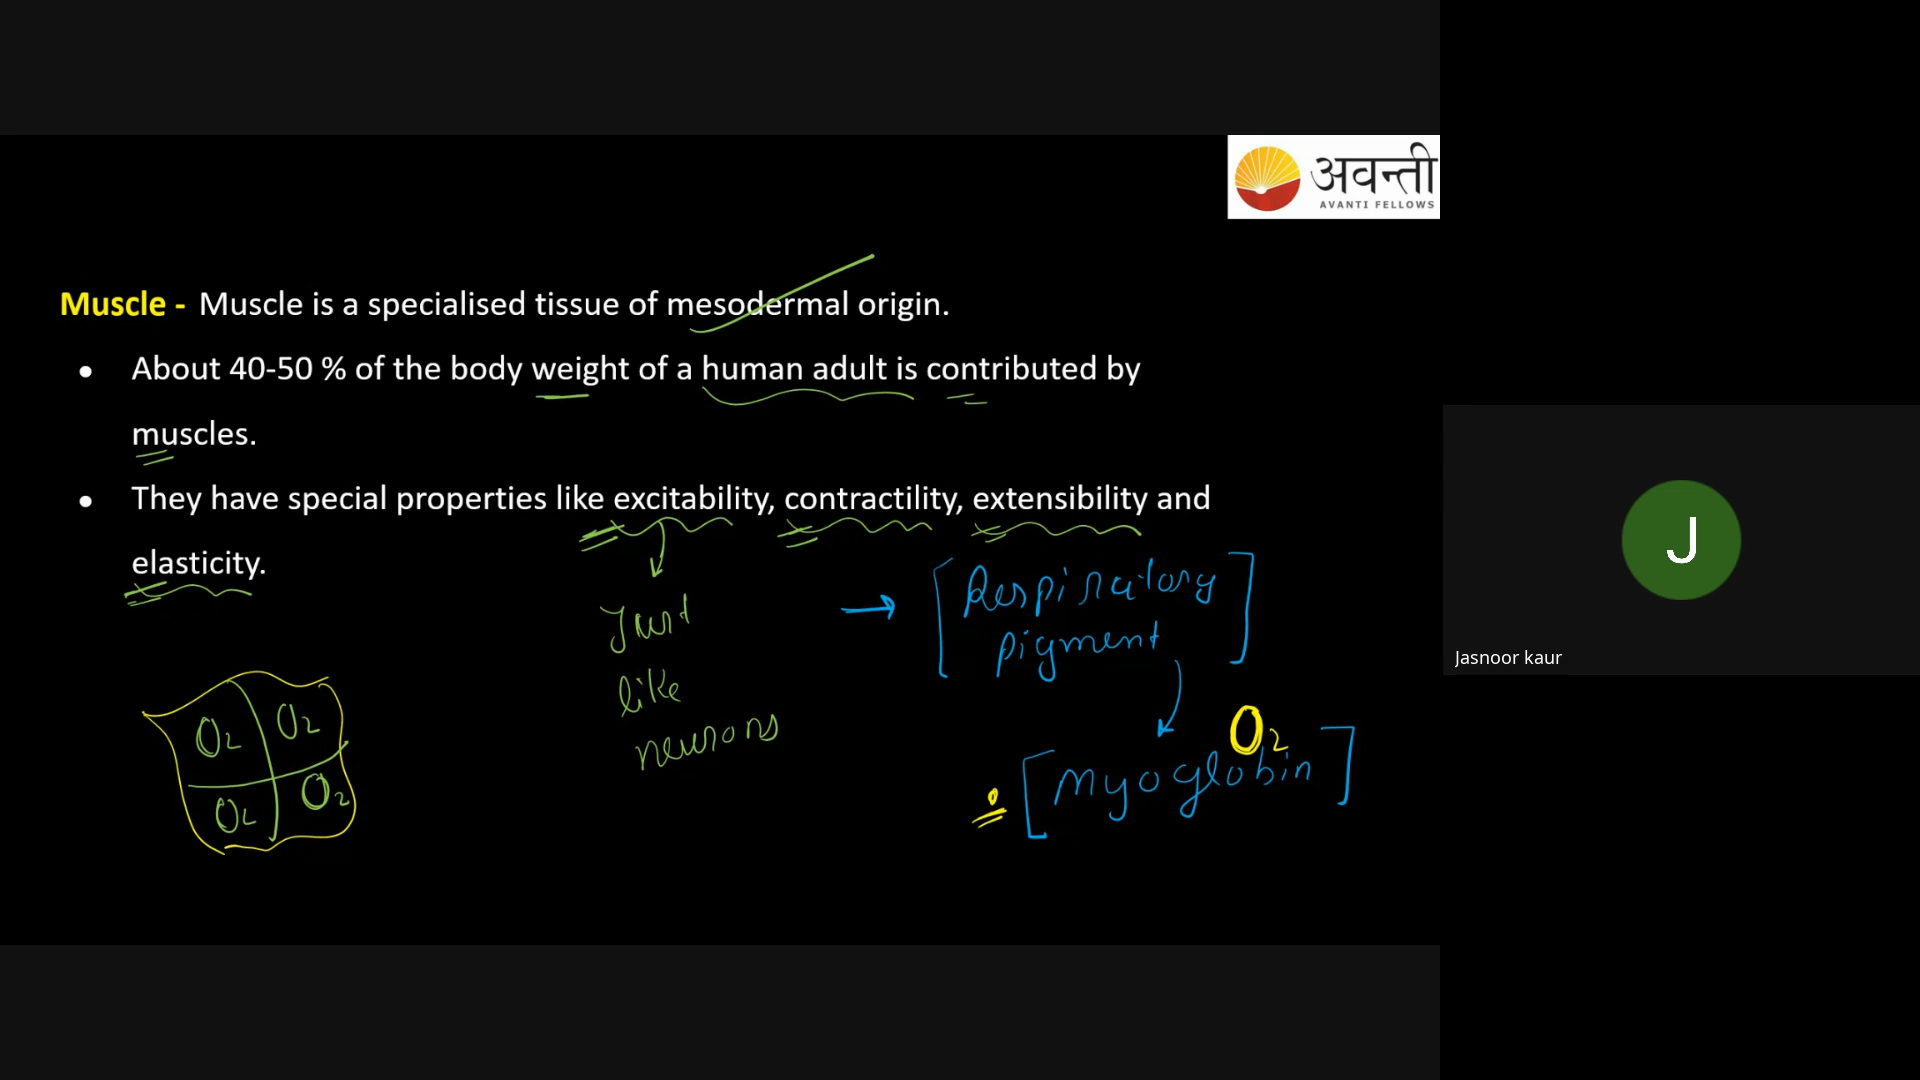 अवन्ती
AVANTI FELLOWS
Muscle - Muscle is a specialised tissue of mesodermal origin.
● About 40-50 % of the body weight of a human adult is contributed by
muscles.
● They have special properties like excitability, contractility, extensibility and
elasticity.
→ [Respiratory
pigment]
Just
like
neurons
O₂ O₂
O₂ O₂
O₂
[Myoglobin]
J
Jasnoor kaur